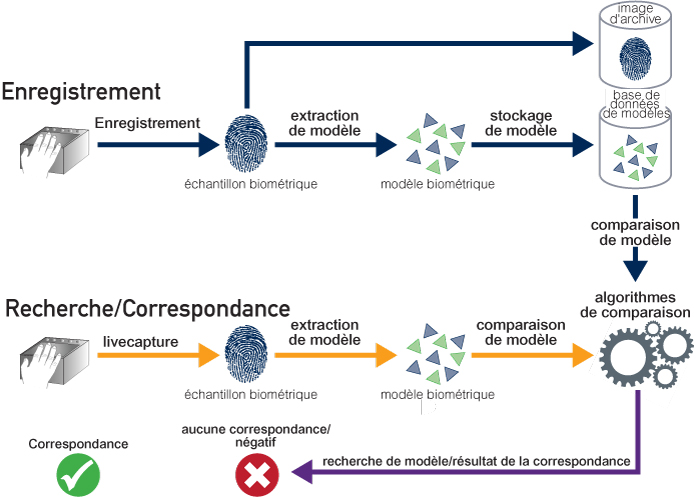 image
d'archive
Enregistrement
base de
données
de modèles
Enregistrement
extraction
de modèle
stockage
de modèle
échantillon biométrique
modèle biométrique
comparaison
de modèle
algorithmes
de comparaison
Recherche/Correspondance
livecapture
extraction
de modèle
comparaison
de modèle
échantillon biométrique
modèle biométrique
aucune correspondance/
négatif
Correspondance
recherche de modèle/résultat de la correspondance